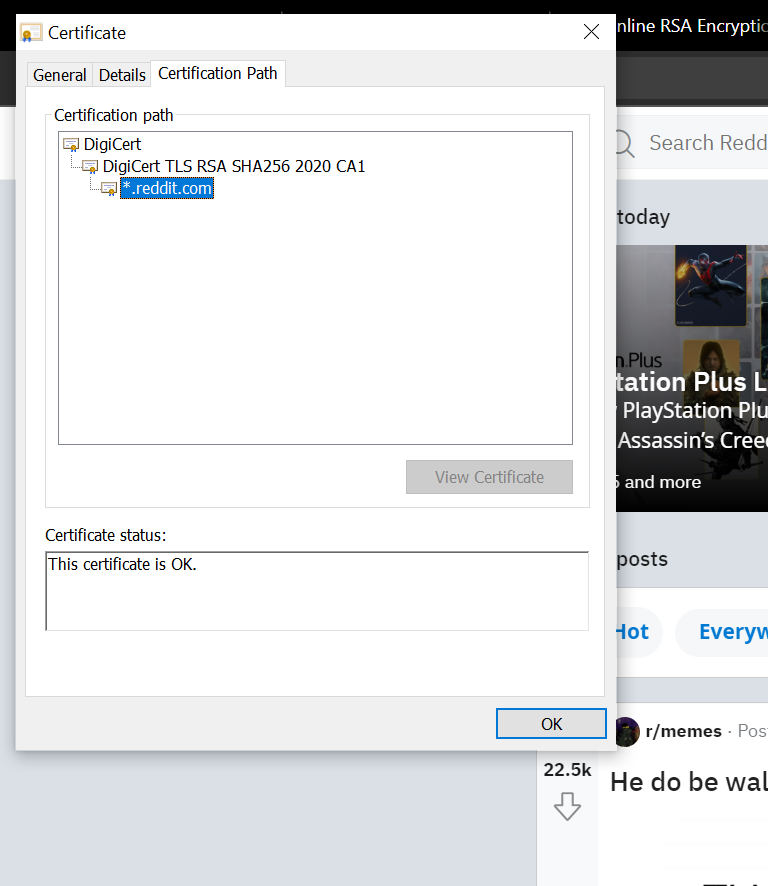 Certificate
nline RSA Encryptio
General
Details
Certification Path
Certification path
DigiCert
DigiCert TLS RSA SHA256 2020 CA1
*.reddit.com
View Certificate
Certificate status:
This certificate is OK.
OK
Search Redd
today
n.Plus
tation Plus L
PlayStation Plu
Assassin's Cree
and more
posts
Hot
Everyw
r/memes · Pos
22.5k
He do be wal